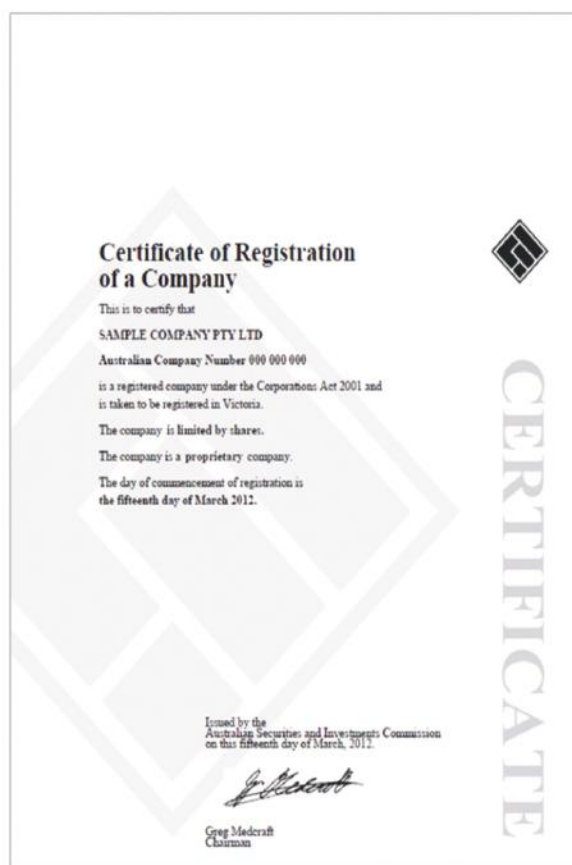 Certificate of Registration
of a Company
This is to certify that
SAMPLE COMPANY PTY LTD
Australian Company Number 000 000 000
is a registered company under the Corporations Act 2001 and
is taken to be registered in Victoria.
The company is limited by shares.
The company is a proprietary company.
The day of commencement of registration is
the fifteenth day of March 2012.
CERTIFICATE
Issued by the
Australian Securities and Investments Commission
on this fifteenth day of March, 2012.
Greg Medcraft
Chairman